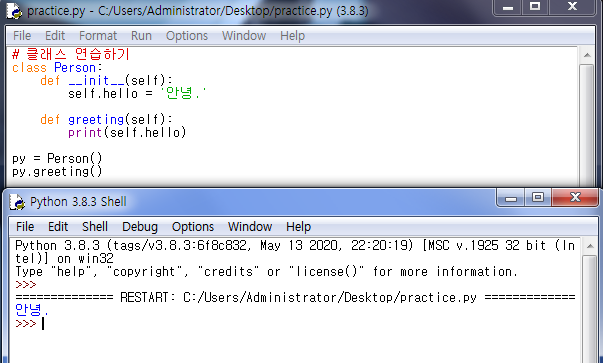 practice.py - C:/Users/Administrator/Desktop/practice.py (3.8.3)
File Edit Format Run Options Window Help
# 클래스 연습하기
class Person:
    def __init__(self):
        self.hello = '안녕.'

    def greeting(self):
        print(self.hello)

py = Person()
py.greeting()
Python 3.8.3 Shell
File Edit Shell Debug Options Window Help
Python 3.8.3 (tags/v3.8.3:6f8c832, May 13 2020, 22:20:19) [MSC v.1925 32 bit (In
tel)] on win32
Type "help", "copyright", "credits" or "license()" for more information.
>>>
============== RESTART: C:/Users/Administrator/Desktop/practice.py =============
안녕.
>>>